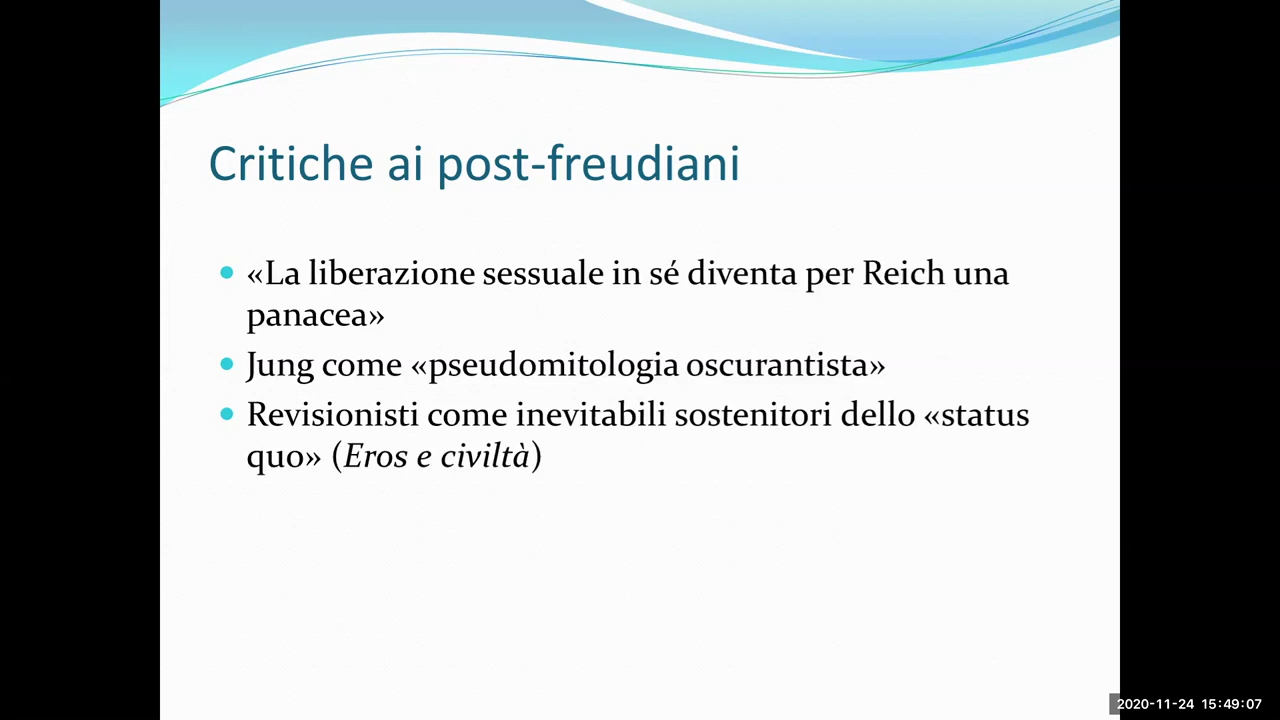 Critiche ai post-freudiani
• «La liberazione sessuale in sé diventa per Reich una
panacea»
• Jung come «pseudomitologia oscurantista»
• Revisionisti come inevitabili sostenitori dello «status
quo» (Eros e civiltà)
2020-11-24 15:49:07